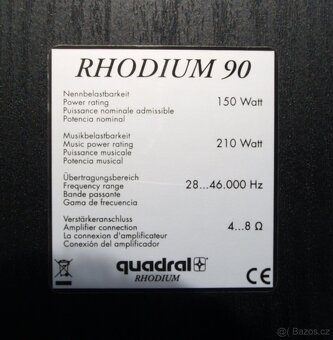 RHODIUM 90
Nennbelastbarkeit
Power rating 150 Watt
Puissance nominale admissible
Potencia nominal
Musikbelastbarkeit
Music power rating 210 Watt
Puissance musicale
Potencia musical
Übertragungsbereich
Frequency range 28...46.000 Hz
Bande passante
Gama de frecuencia
Verstärkeranschluss
Amplifier connection 4...8 Ω
La connexion d'amplificateur
Conexión del amplificador
quadral
RHODIUM
CE
© Bazos.cz